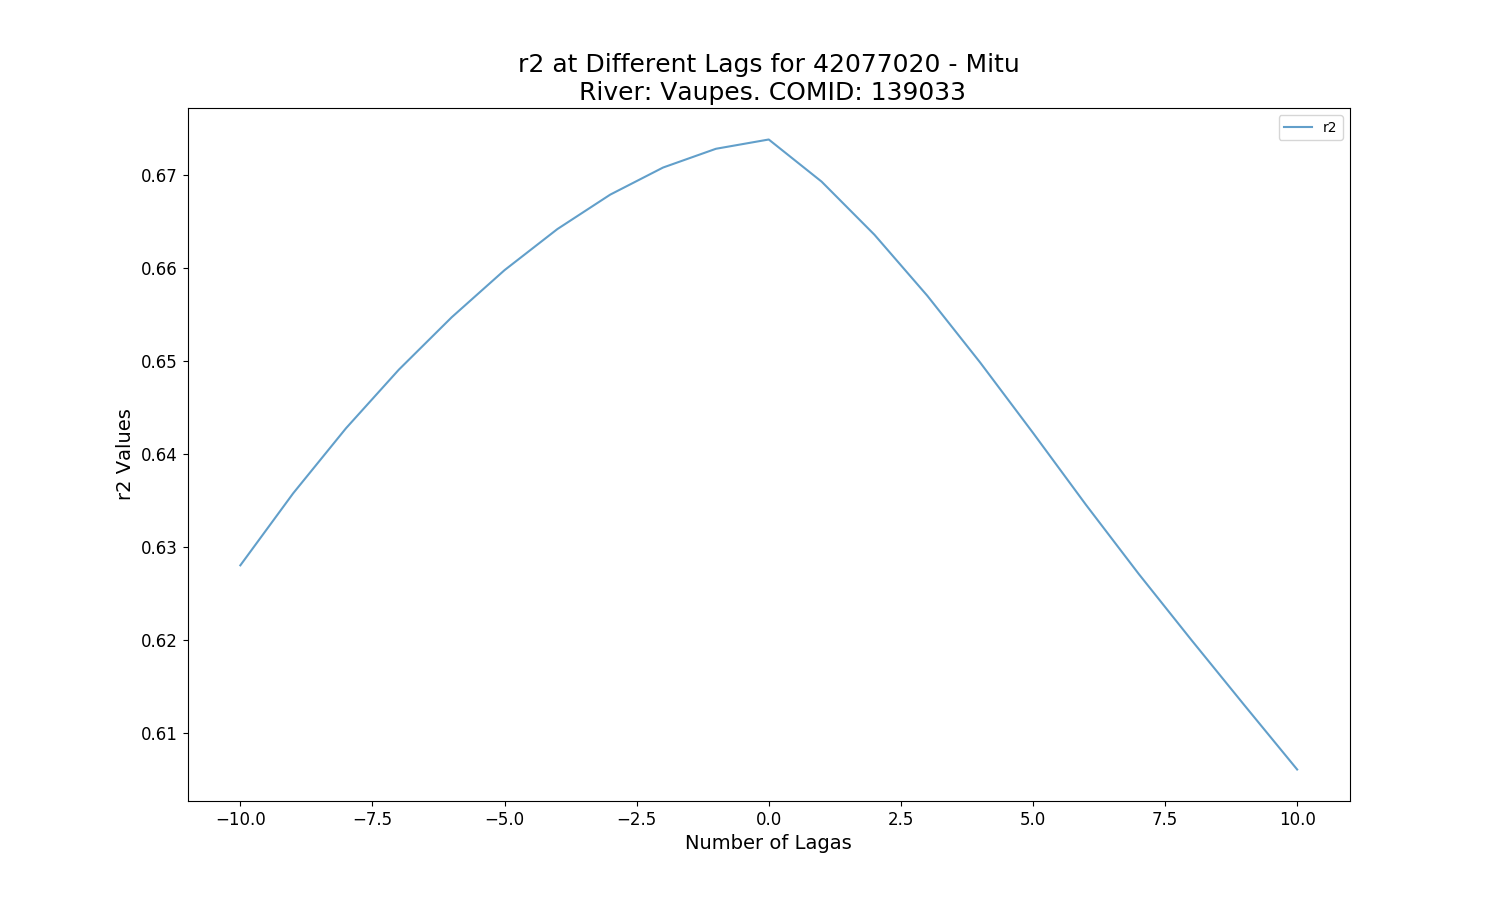 r2 at Different Lags for 42077020 - Mitu
River: Vaupes. COMID: 139033
r2
0.67
0.66
0.65
0.64
0.63
0.62
0.61
r2 Values
−10.0 −7.5 −5.0 −2.5 0.0 2.5 5.0 7.5 10.0
Number of Lagas